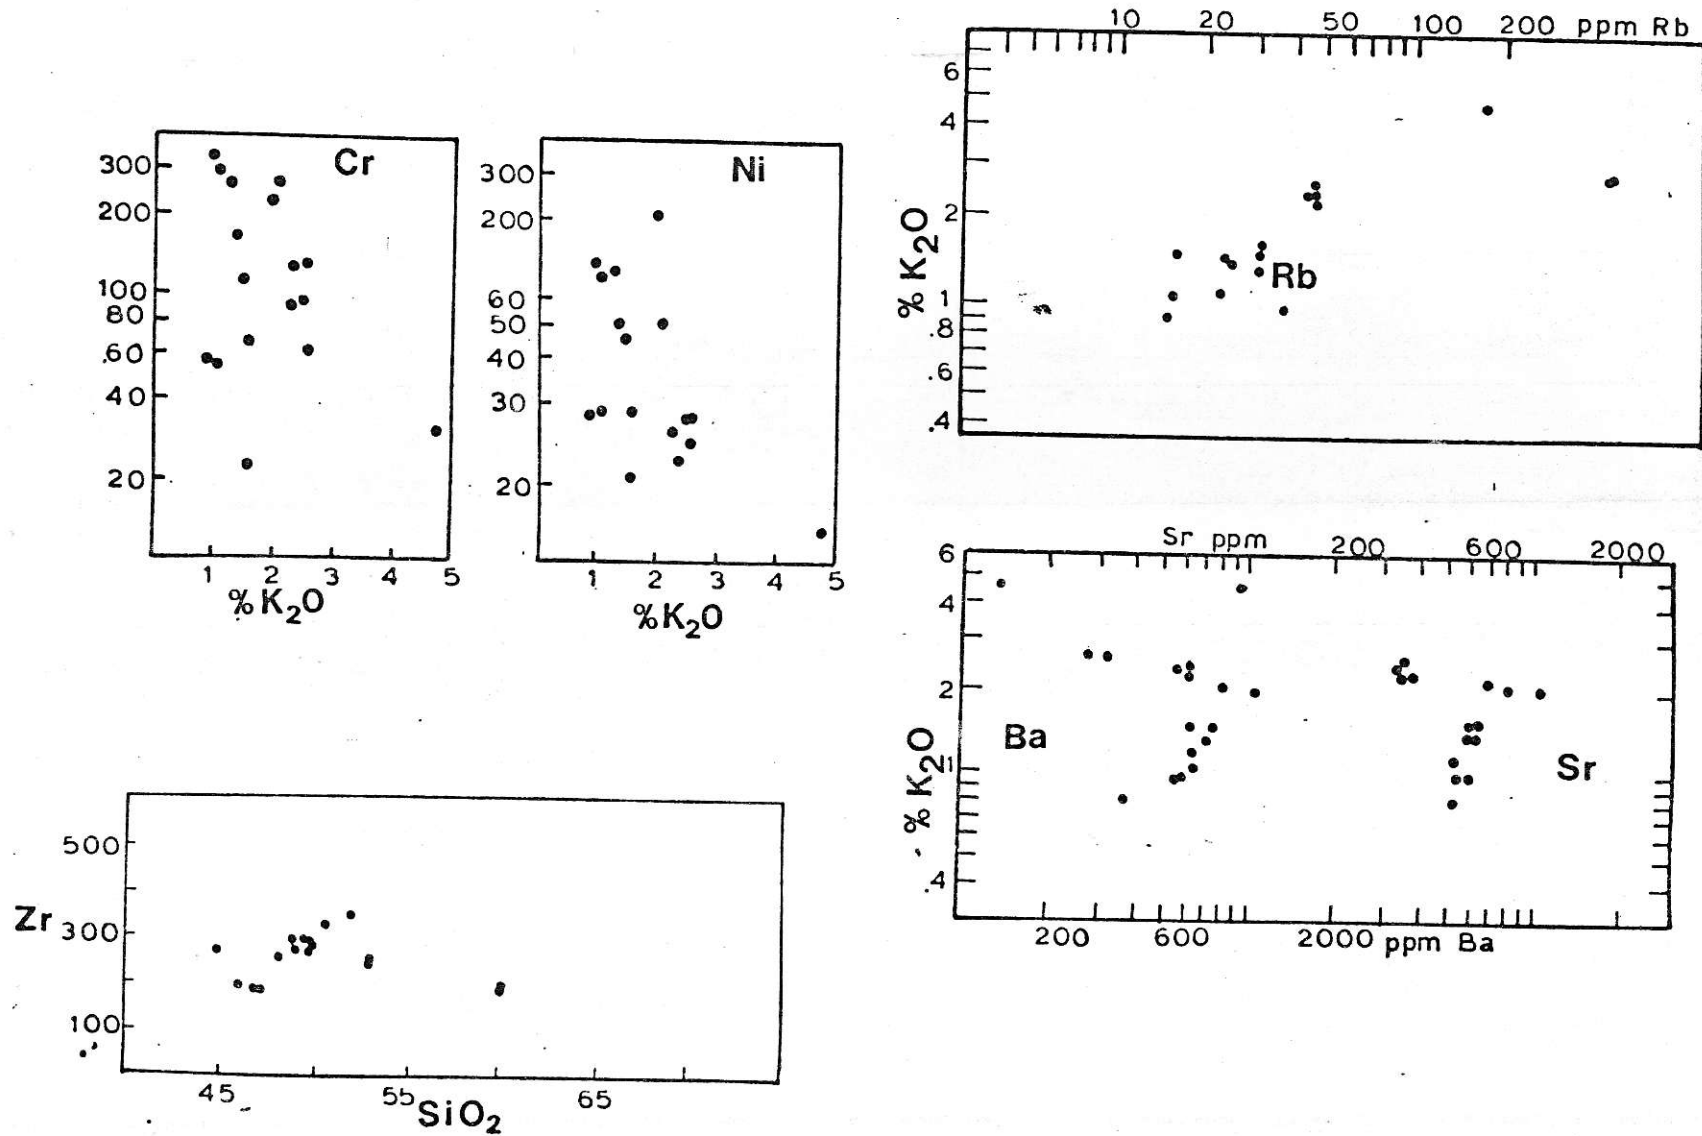 Cr
300
200
100
80
.60
40
20
1 2 3 4 5
%K₂O
Ni
300
200
60
50
40
30
20
1 2 3 4 5
%K₂O
10 20 50 100 200 ppm Rb
6
4
2
1
.8
.6
.4
% K₂O
Rb
Sr ppm 200 600 2000
6
4
2
1
.4
% K₂O
Ba
Sr
200 600 2000 ppm Ba
500
Zr 300
100
45 55 65
SiO₂